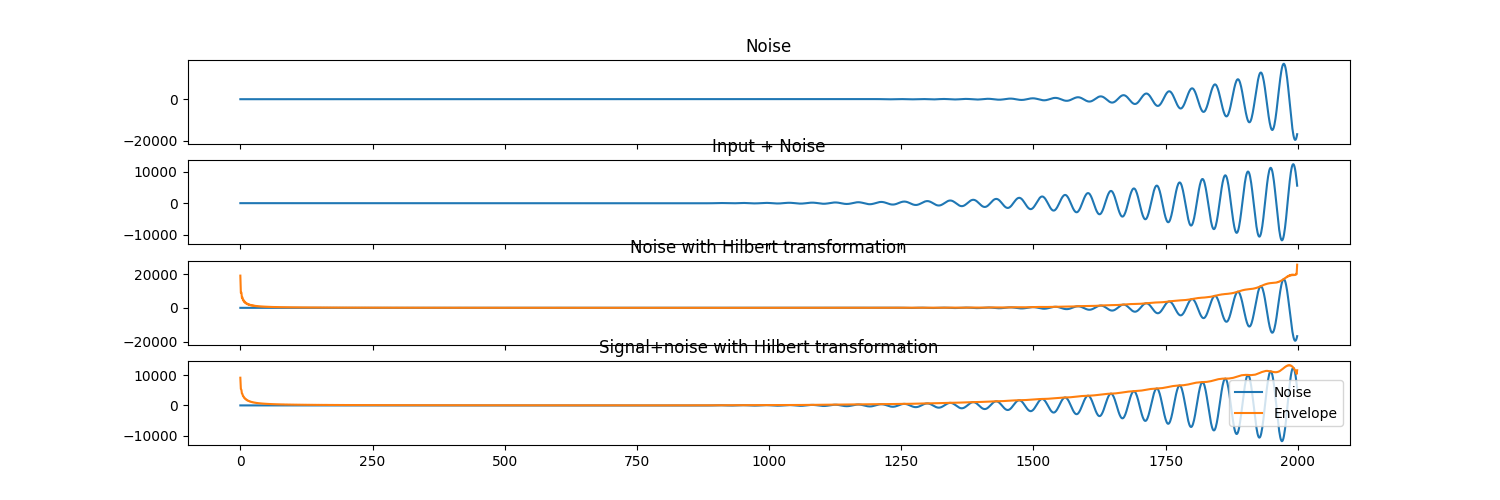 Noise
0
−20000
Input + Noise
10000
0
−10000
Noise with Hilbert transformation
20000
0
−20000
Signal+noise with Hilbert transformation
10000
0
−10000
Noise
Envelope
0 250 500 750 1000 1250 1500 1750 2000